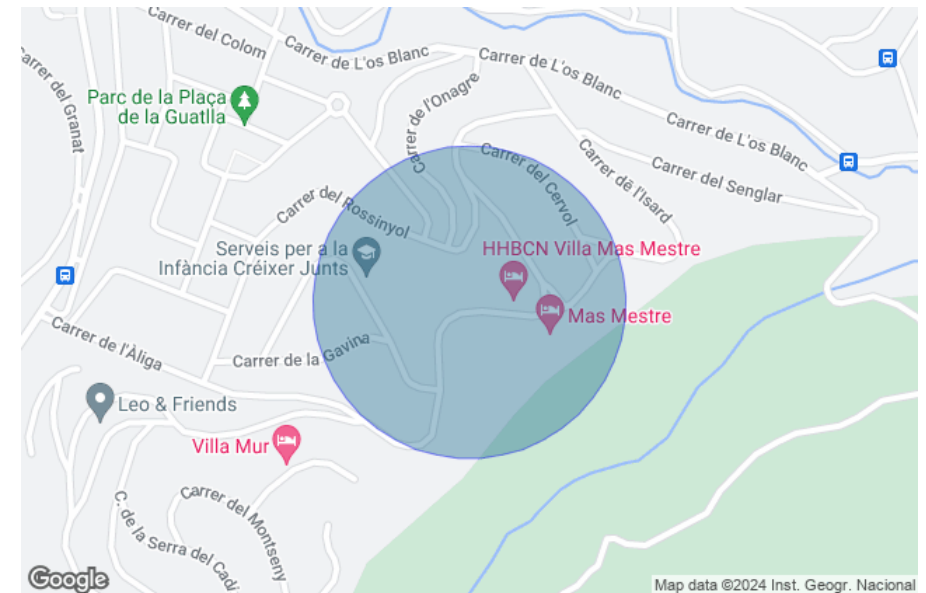 Carrer del Colom
Carrer de L'os Blanc
Carrer de L'os Blanc
Carrer de L'os Blanc
Carrer del Granat
Parc de la Plaça
de la Guatlla
Carrer de l'Onagre
Carrer del Cervol
Carrer de l'Isard
Carrer del Senglar
Carrer del Rossinyol
Serveis per a la
Infància Créixer Junts
HHBCN Villa Mas Mestre
Mas Mestre
Carrer de l'Àliga
Carrer de la Gavina
Leo & Friends
Villa Mur
Carrer del Montseny
C. de la Serra del Cadí
Google
Map data ©2024 Inst. Geogr. Nacional